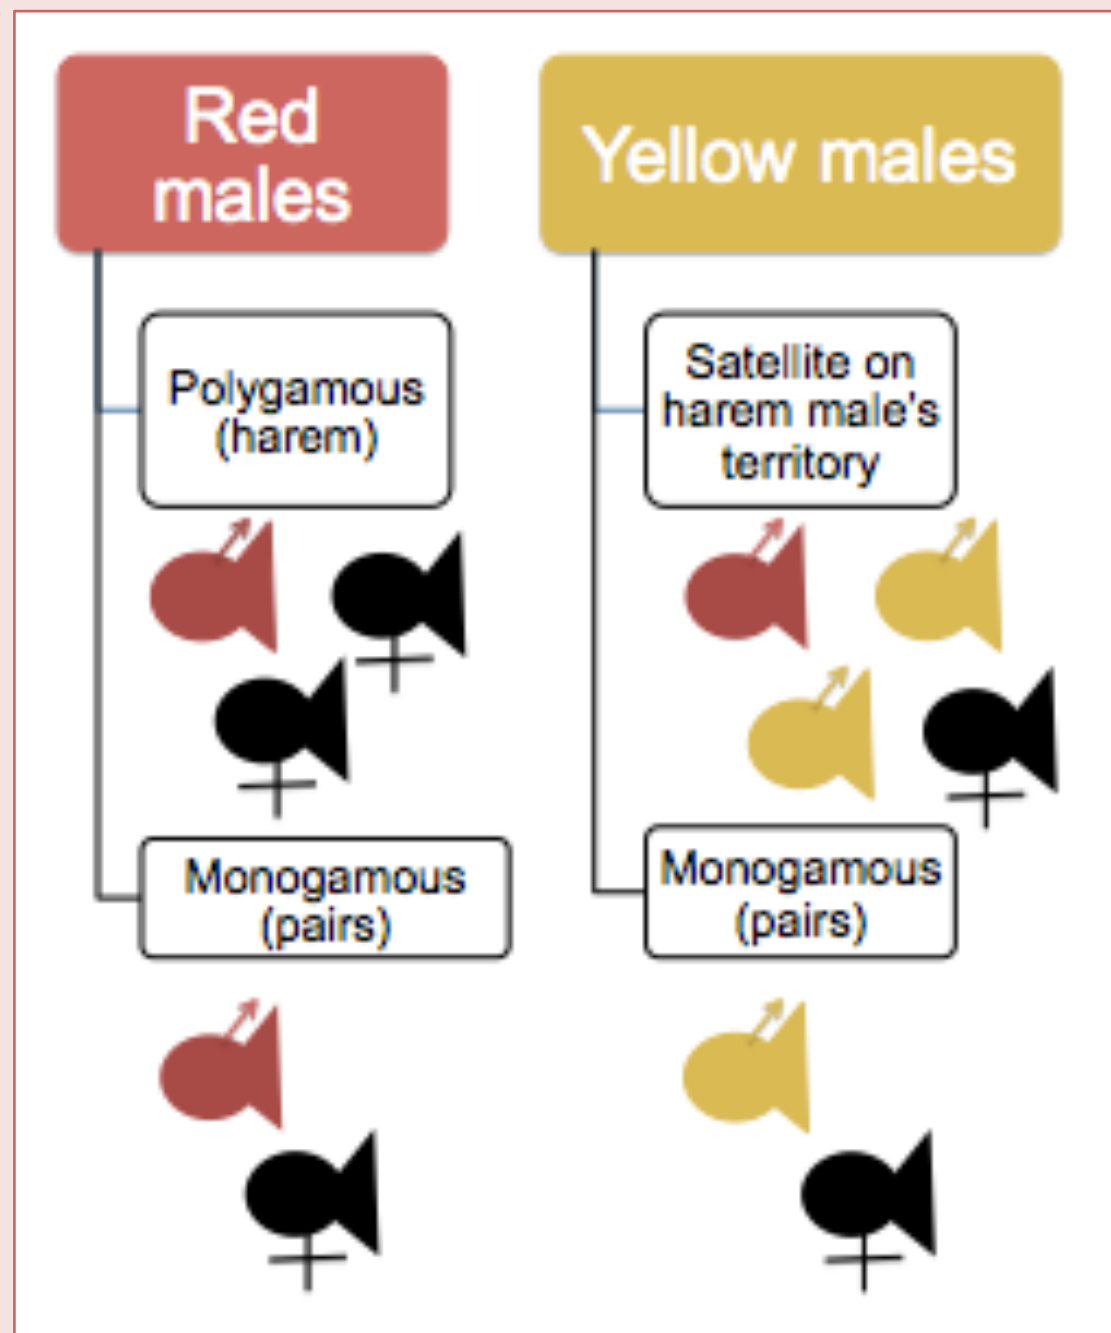 Red
males
Polygamous
(harem)
Monogamous
(pairs)
Yellow males
Satellite on
harem male's
territory
Monogamous
(pairs)